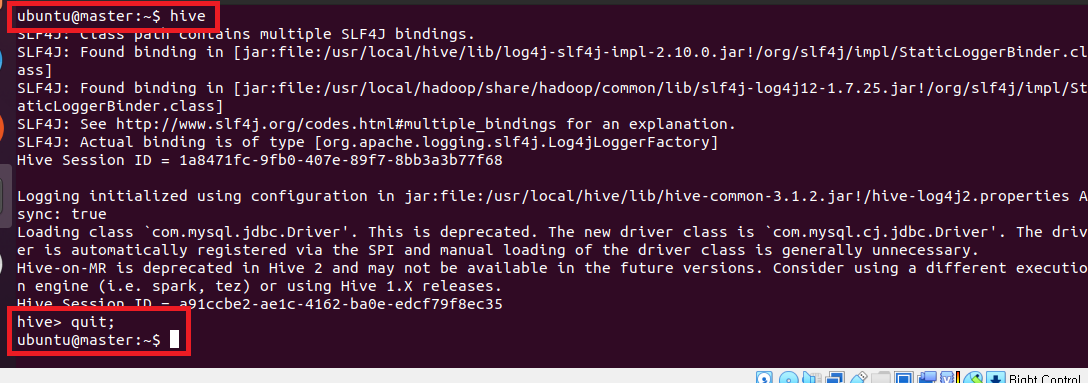 ubuntu@master:~$ hive
SLF4J: Class path contains multiple SLF4J bindings.
SLF4J: Found binding in [jar:file:/usr/local/hive/lib/log4j-slf4j-impl-2.10.0.jar!/org/slf4j/impl/StaticLoggerBinder.cl
ass]
SLF4J: Found binding in [jar:file:/usr/local/hadoop/share/hadoop/common/lib/slf4j-log4j12-1.7.25.jar!/org/slf4j/impl/St
aticLoggerBinder.class]
SLF4J: See http://www.slf4j.org/codes.html#multiple_bindings for an explanation.
SLF4J: Actual binding is of type [org.apache.logging.slf4j.Log4jLoggerFactory]
Hive Session ID = 1a8471fc-9fb0-407e-89f7-8bb3a3b77f68
Logging initialized using configuration in jar:file:/usr/local/hive/lib/hive-common-3.1.2.jar!/hive-log4j2.properties A
sync: true
Loading class `com.mysql.jdbc.Driver'. This is deprecated. The new driver class is `com.mysql.cj.jdbc.Driver'. The driv
er is automatically registered via the SPI and manual loading of the driver class is generally unnecessary.
Hive-on-MR is deprecated in Hive 2 and may not be available in the future versions. Consider using a different executio
n engine (i.e. spark, tez) or using Hive 1.X releases.
Hive Session ID = a91ccbe2-ae1c-4162-ba0e-edcf79f8ec35
hive> quit;
ubuntu@master:~$
Right Control